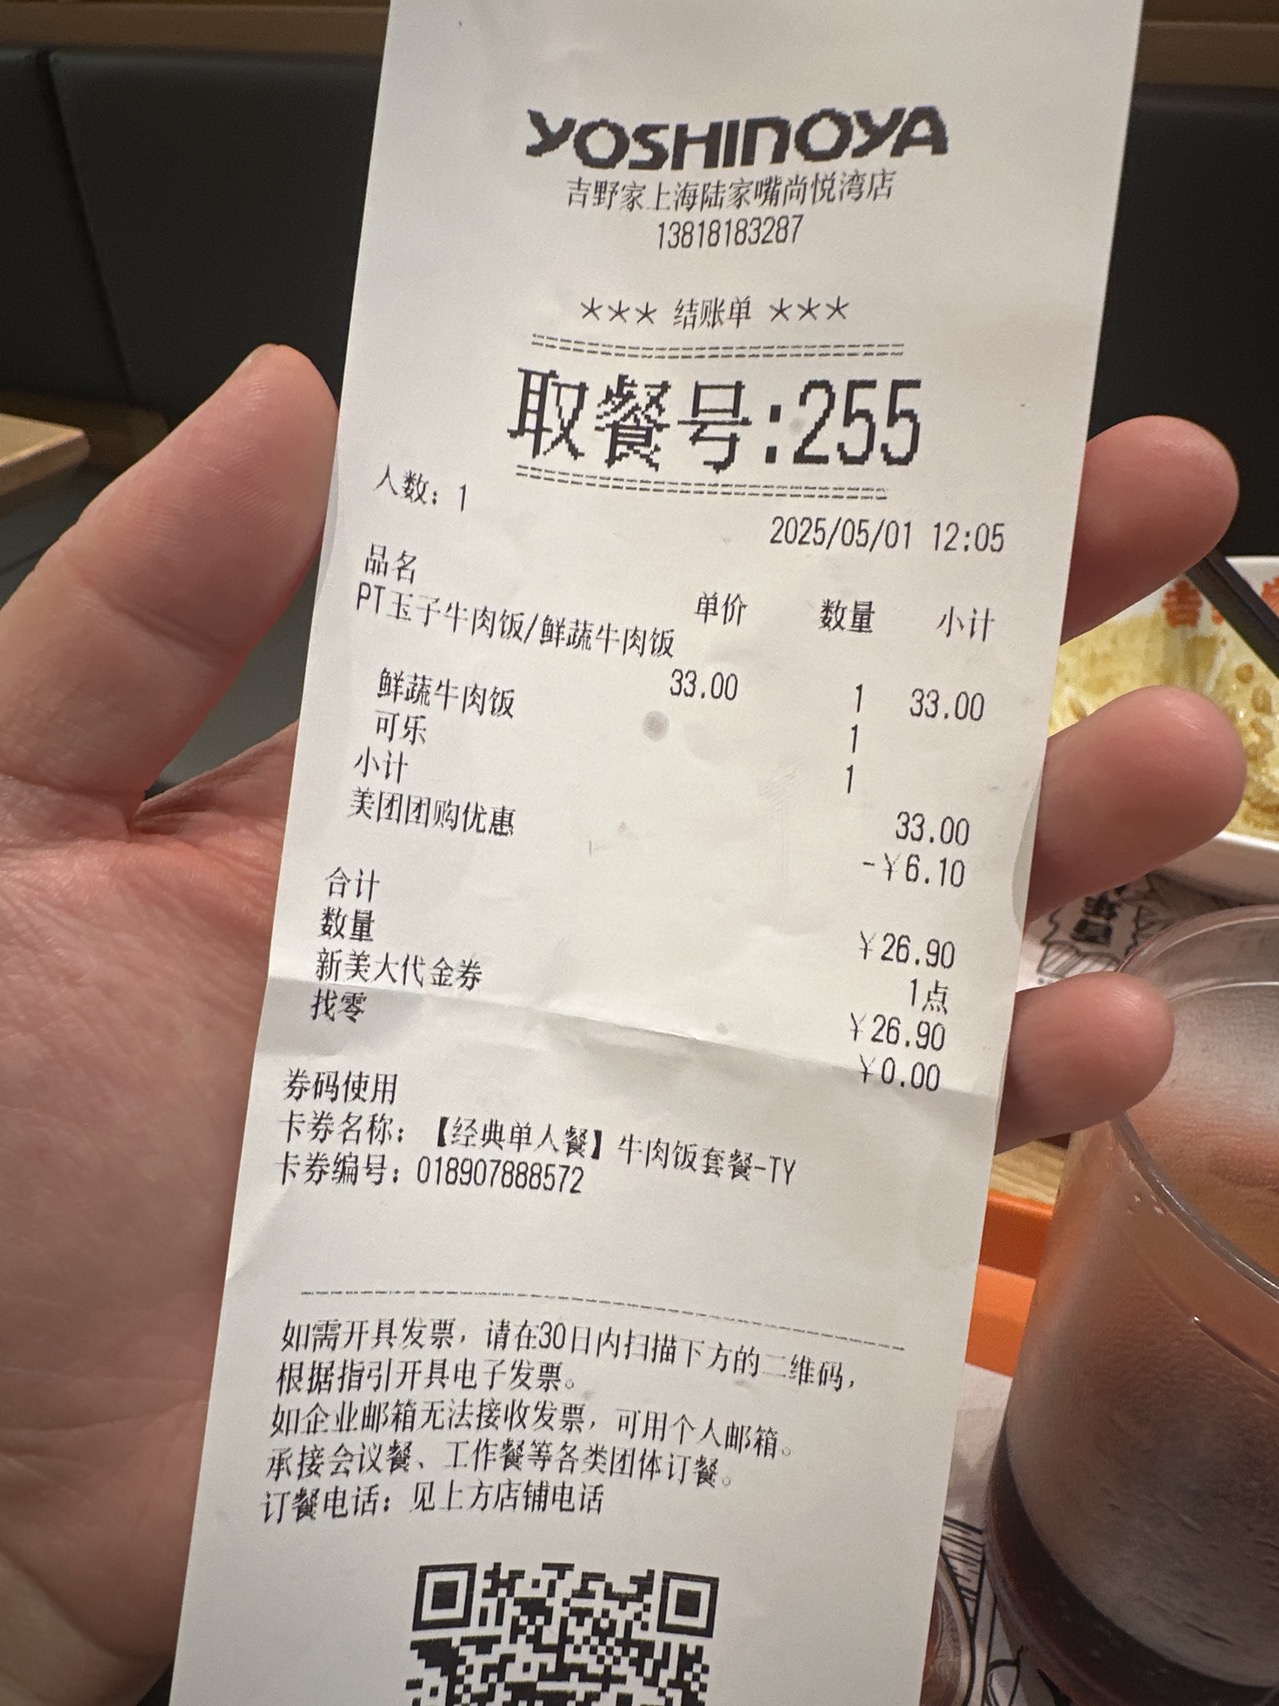 YOSHINOYA
吉野家上海陆家嘴尚悦湾店
13818183287
*** 结账单 ***
取餐号:255
人数：1
2025/05/01 12:05
品名 单价 数量 小计
PT玉子牛肉饭/鲜蔬牛肉饭
33.00 1 33.00
鲜蔬牛肉饭 1
可乐 1
小计 33.00
美团团购优惠 -¥6.10
合计 ¥26.90
数量 1点
新美大代金券 ¥26.90
找零 ¥0.00
券码使用
卡券名称：【经典单人餐】牛肉饭套餐-TY
卡券编号：018907888572
如需开具发票，请在30日内扫描下方的二维码，
根据指引开具电子发票。
如企业邮箱无法接收发票，可用个人邮箱。
承接会议餐、工作餐等各类团体订餐。
订餐电话：见上方店铺电话
吉